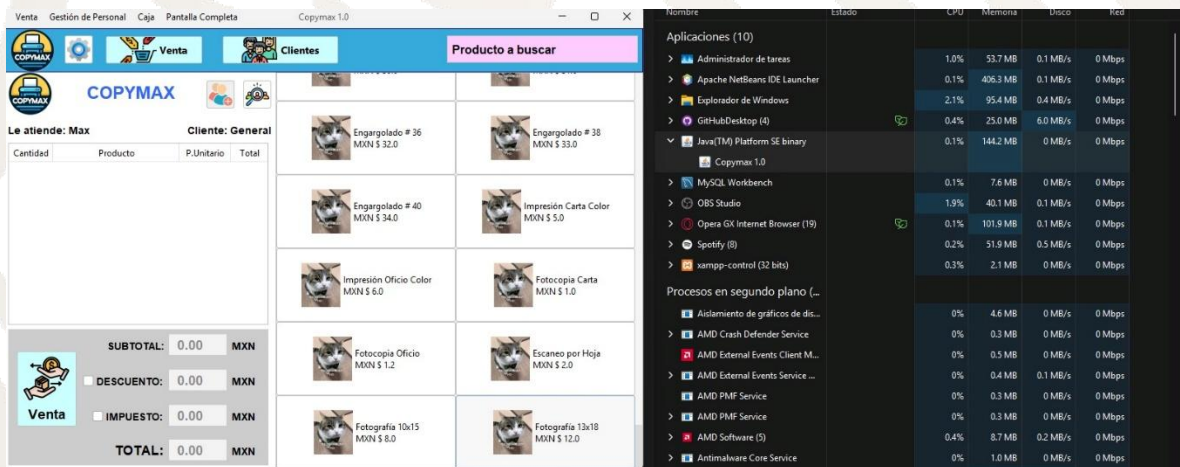 Venta Gestión de Personal Caja Pantalla Completa Copymax 1.0
COPYMAX Venta Clientes Producto a buscar
COPYMAX COPYMAX
Le atiende: Max Cliente: General
Cantidad Producto P.Unitario Total
Engargolado # 36
MXN $ 32.0
Engargolado # 38
MXN $ 33.0
Engargolado # 40
MXN $ 34.0
Impresión Carta Color
MXN $ 5.0
Impresión Oficio Color
MXN $ 6.0
Fotocopia Carta
MXN $ 1.0
Fotocopia Oficio
MXN $ 1.2
Escaneo por Hoja
MXN $ 2.0
Fotografía 10x15
MXN $ 8.0
Fotografía 13x18
MXN $ 12.0
Venta
SUBTOTAL: 0.00 MXN
DESCUENTO: 0.00 MXN
IMPUESTO: 0.00 MXN
TOTAL: 0.00 MXN
Nombre Estado CPU Memoria Disco Red
Aplicaciones (10)
Administrador de tareas 1.0% 53.7 MB 0.1 MB/s 0 Mbps
Apache NetBeans IDE Launcher 0.1% 406.3 MB 0.1 MB/s 0 Mbps
Explorador de Windows 2.1% 95.4 MB 0.4 MB/s 0 Mbps
GitHubDesktop (4) 0.4% 25.0 MB 6.0 MB/s 0 Mbps
Java(TM) Platform SE binary 0.1% 144.2 MB 0 MB/s 0 Mbps
Copymax 1.0
MySQL Workbench 0.1% 7.6 MB 0 MB/s 0 Mbps
OBS Studio 1.9% 40.1 MB 0.1 MB/s 0 Mbps
Opera GX Internet Browser (19) 0.1% 101.9 MB 0.1 MB/s 0 Mbps
Spotify (8) 0.2% 51.9 MB 0.5 MB/s 0 Mbps
xampp-control (32 bits) 0.3% 2.1 MB 0 MB/s 0 Mbps
Procesos en segundo plano (...
Aislamiento de gráficos de dis... 0% 4.6 MB 0 MB/s 0 Mbps
AMD Crash Defender Service 0% 0.3 MB 0 MB/s 0 Mbps
AMD External Events Client M... 0% 0.5 MB 0 MB/s 0 Mbps
AMD External Events Service ... 0% 0.4 MB 0.1 MB/s 0 Mbps
AMD PMF Service 0% 0.3 MB 0 MB/s 0 Mbps
AMD PMF Service 0% 0.3 MB 0 MB/s 0 Mbps
AMD Software (5) 0.4% 8.7 MB 0.2 MB/s 0 Mbps
Antimalware Core Service 0% 1.0 MB 0 MB/s 0 Mbps